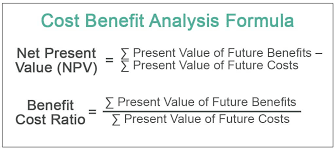 Cost Benefit Analysis Formula
Net Present
Value (NPV) = ∑ Present Value of Future Benefits –
∑ Present Value of Future Costs
Benefit
Cost Ratio = ∑ Present Value of Future Benefits
∑ Present Value of Future Costs